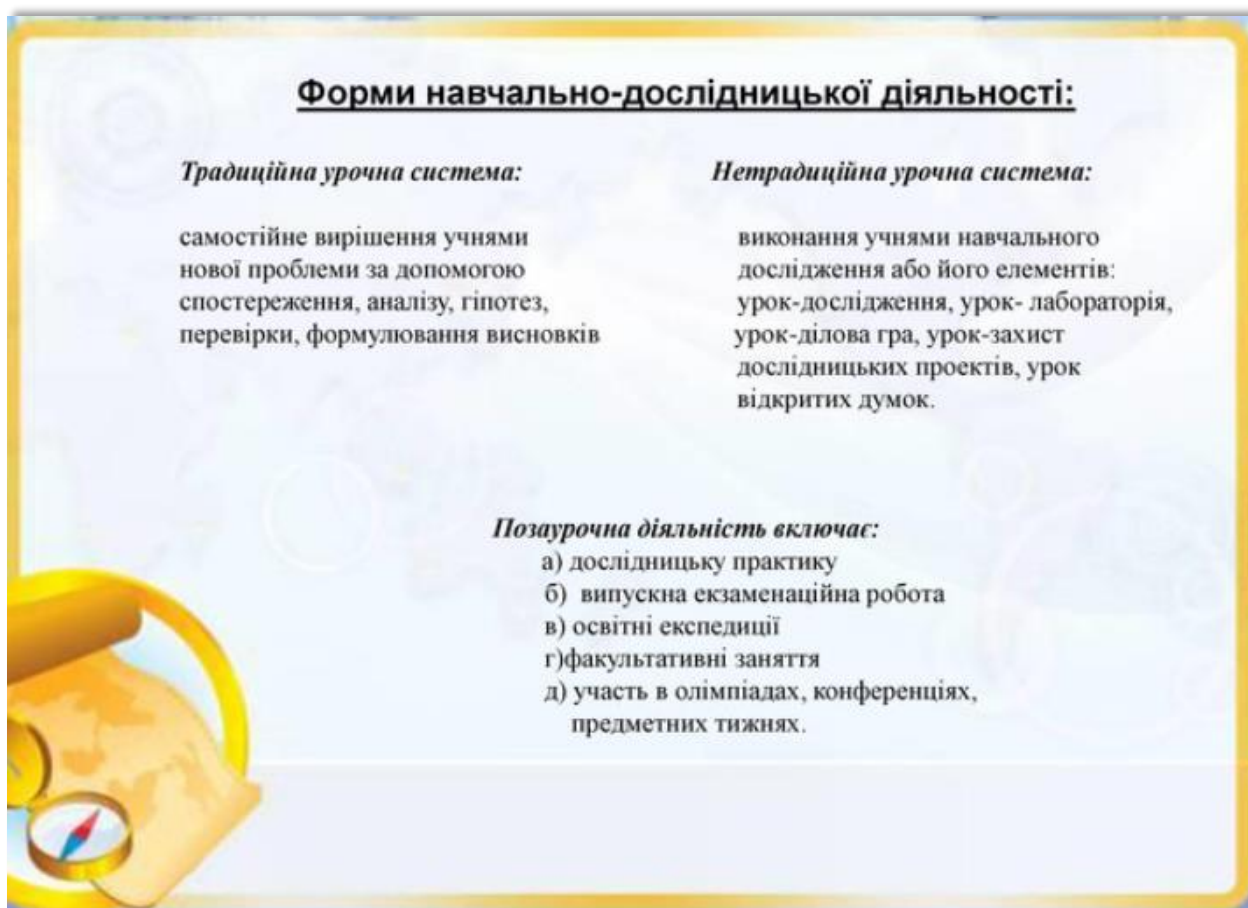 Форми навчально-дослідницької діяльності:
Традиційна урочна система:
самостійне вирішення учнями
нової проблеми за допомогою
спостереження, аналізу, гіпотез,
перевірки, формулювання висновків
Нетрадиційна урочна система:
виконання учнями навчального
дослідження або його елементів:
урок-дослідження, урок- лабораторія,
урок-ділова гра, урок-захист
дослідницьких проектів, урок
відкритих думок.
Позаурочна діяльність включає:
а) дослідницьку практику
б) випускна екзаменаційна робота
в) освітні експедиції
г)факультативні заняття
д) участь в олімпіадах, конференціях,
предметних тижнях.